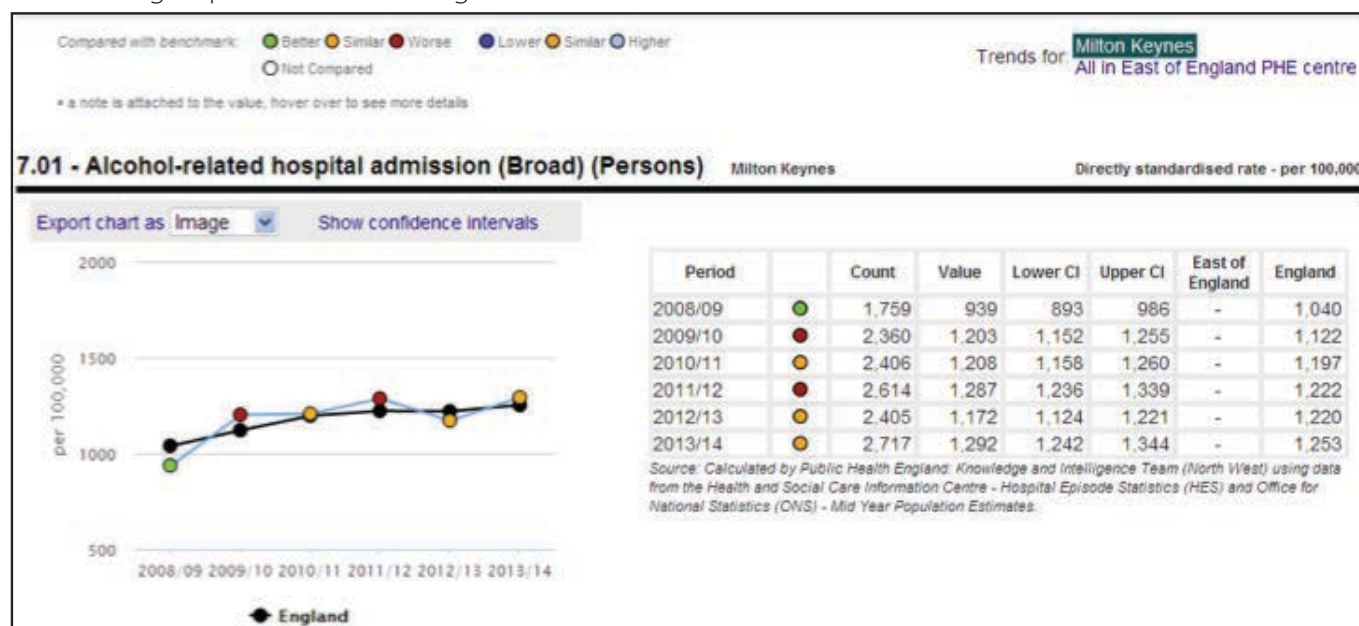 Compared with benchmark: Better Similar Worse Lower Similar Higher
Not Compared
* a note is attached to the value, hover over to see more details
Trends for Milton Keynes
All in East of England PHE centre
7.01 - Alcohol-related hospital admission (Broad) (Persons) Milton Keynes Directly standardised rate - per 100,000
Export chart as Image Show confidence intervals
2000
1500
1000
500
per 100,000
2008/09 2009/10 2010/11 2011/12 2012/13 2013/14
England
Period Count Value Lower CI Upper CI East of England England
2008/09 1,759 939 893 986 - 1,040
2009/10 2,360 1,203 1,152 1,255 - 1,122
2010/11 2,406 1,208 1,158 1,260 - 1,197
2011/12 2,614 1,287 1,236 1,339 - 1,222
2012/13 2,405 1,172 1,124 1,221 - 1,220
2013/14 2,717 1,292 1,242 1,344 - 1,253
Source: Calculated by Public Health England: Knowledge and Intelligence Team (North West) using data
from the Health and Social Care Information Centre - Hospital Episode Statistics (HES) and Office for
National Statistics (ONS) - Mid Year Population Estimates.